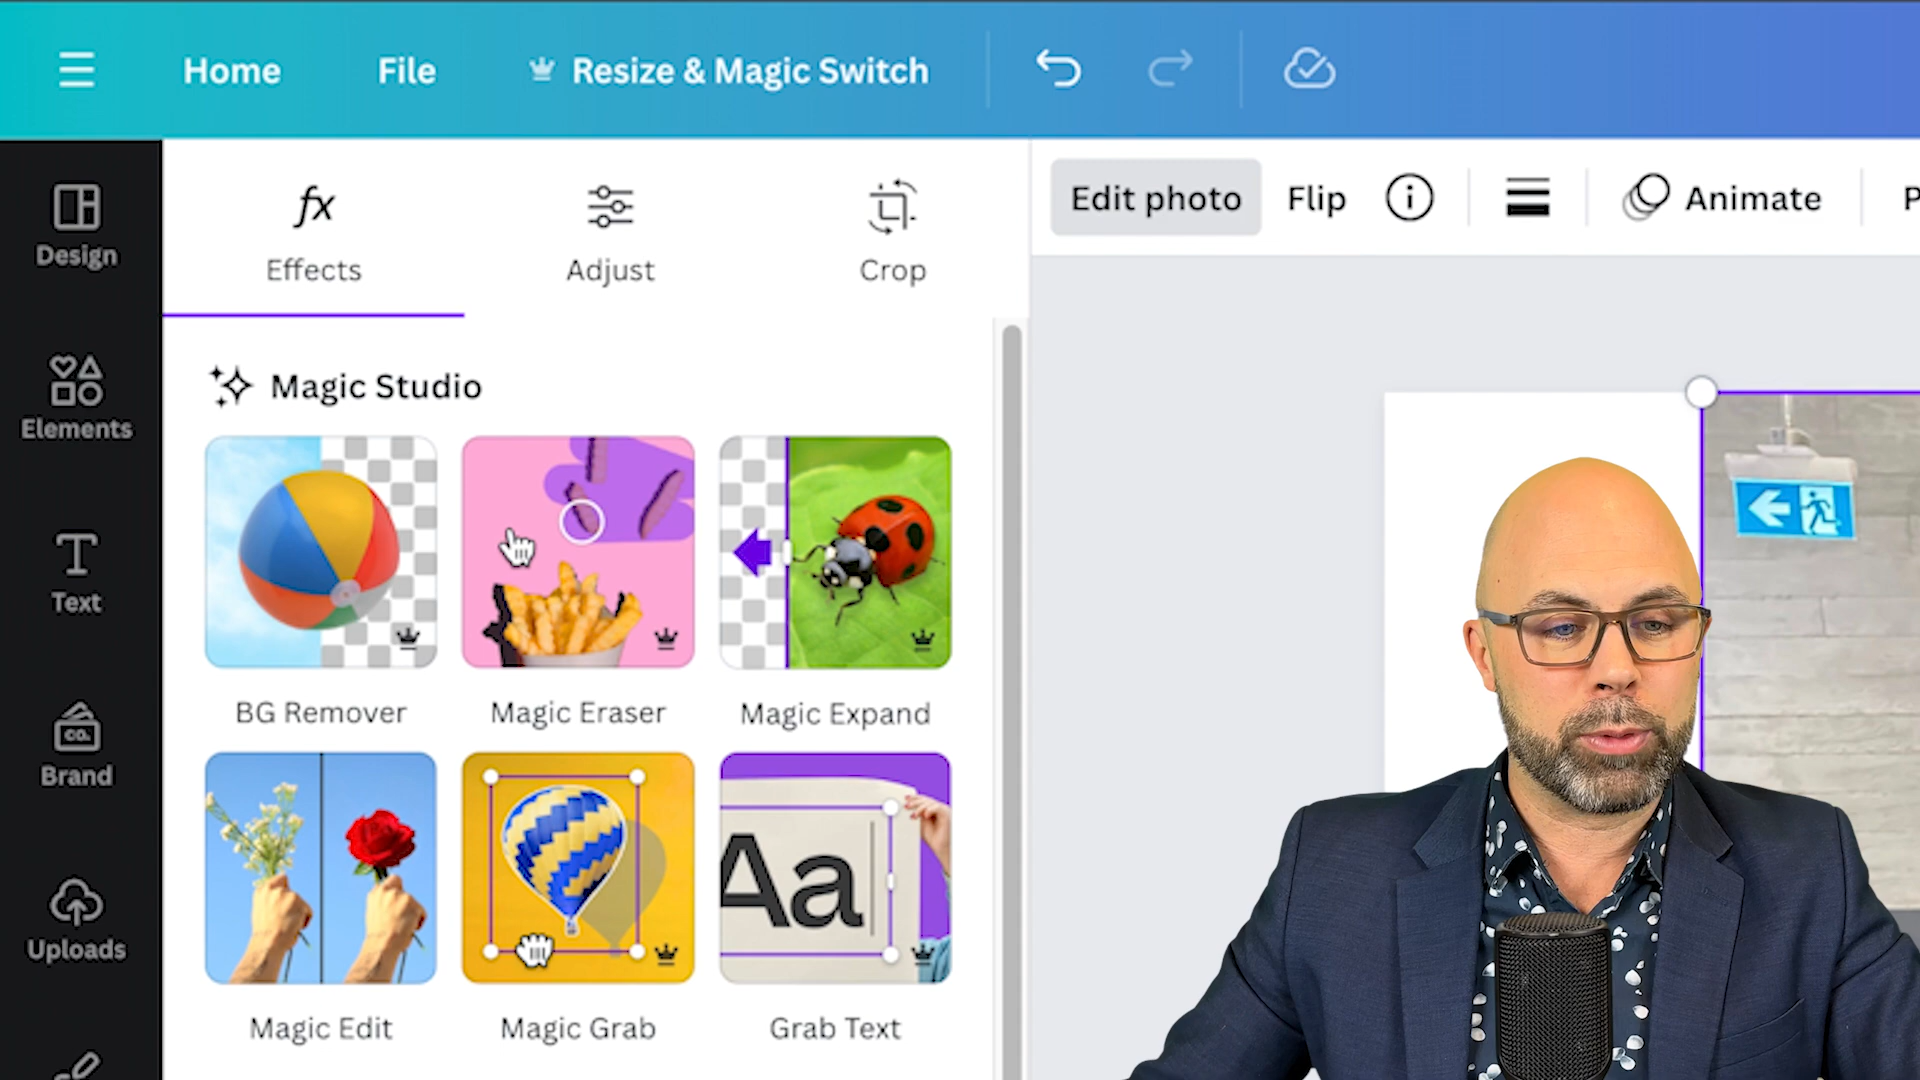 Home File Resize & Magic Switch
Design
Elements
Text
CO.
Brand
Uploads
Effects Adjust Crop
Edit photo Flip Animate P
Magic Studio
BG Remover Magic Eraser Magic Expand
Aa
Magic Edit Magic Grab Grab Text